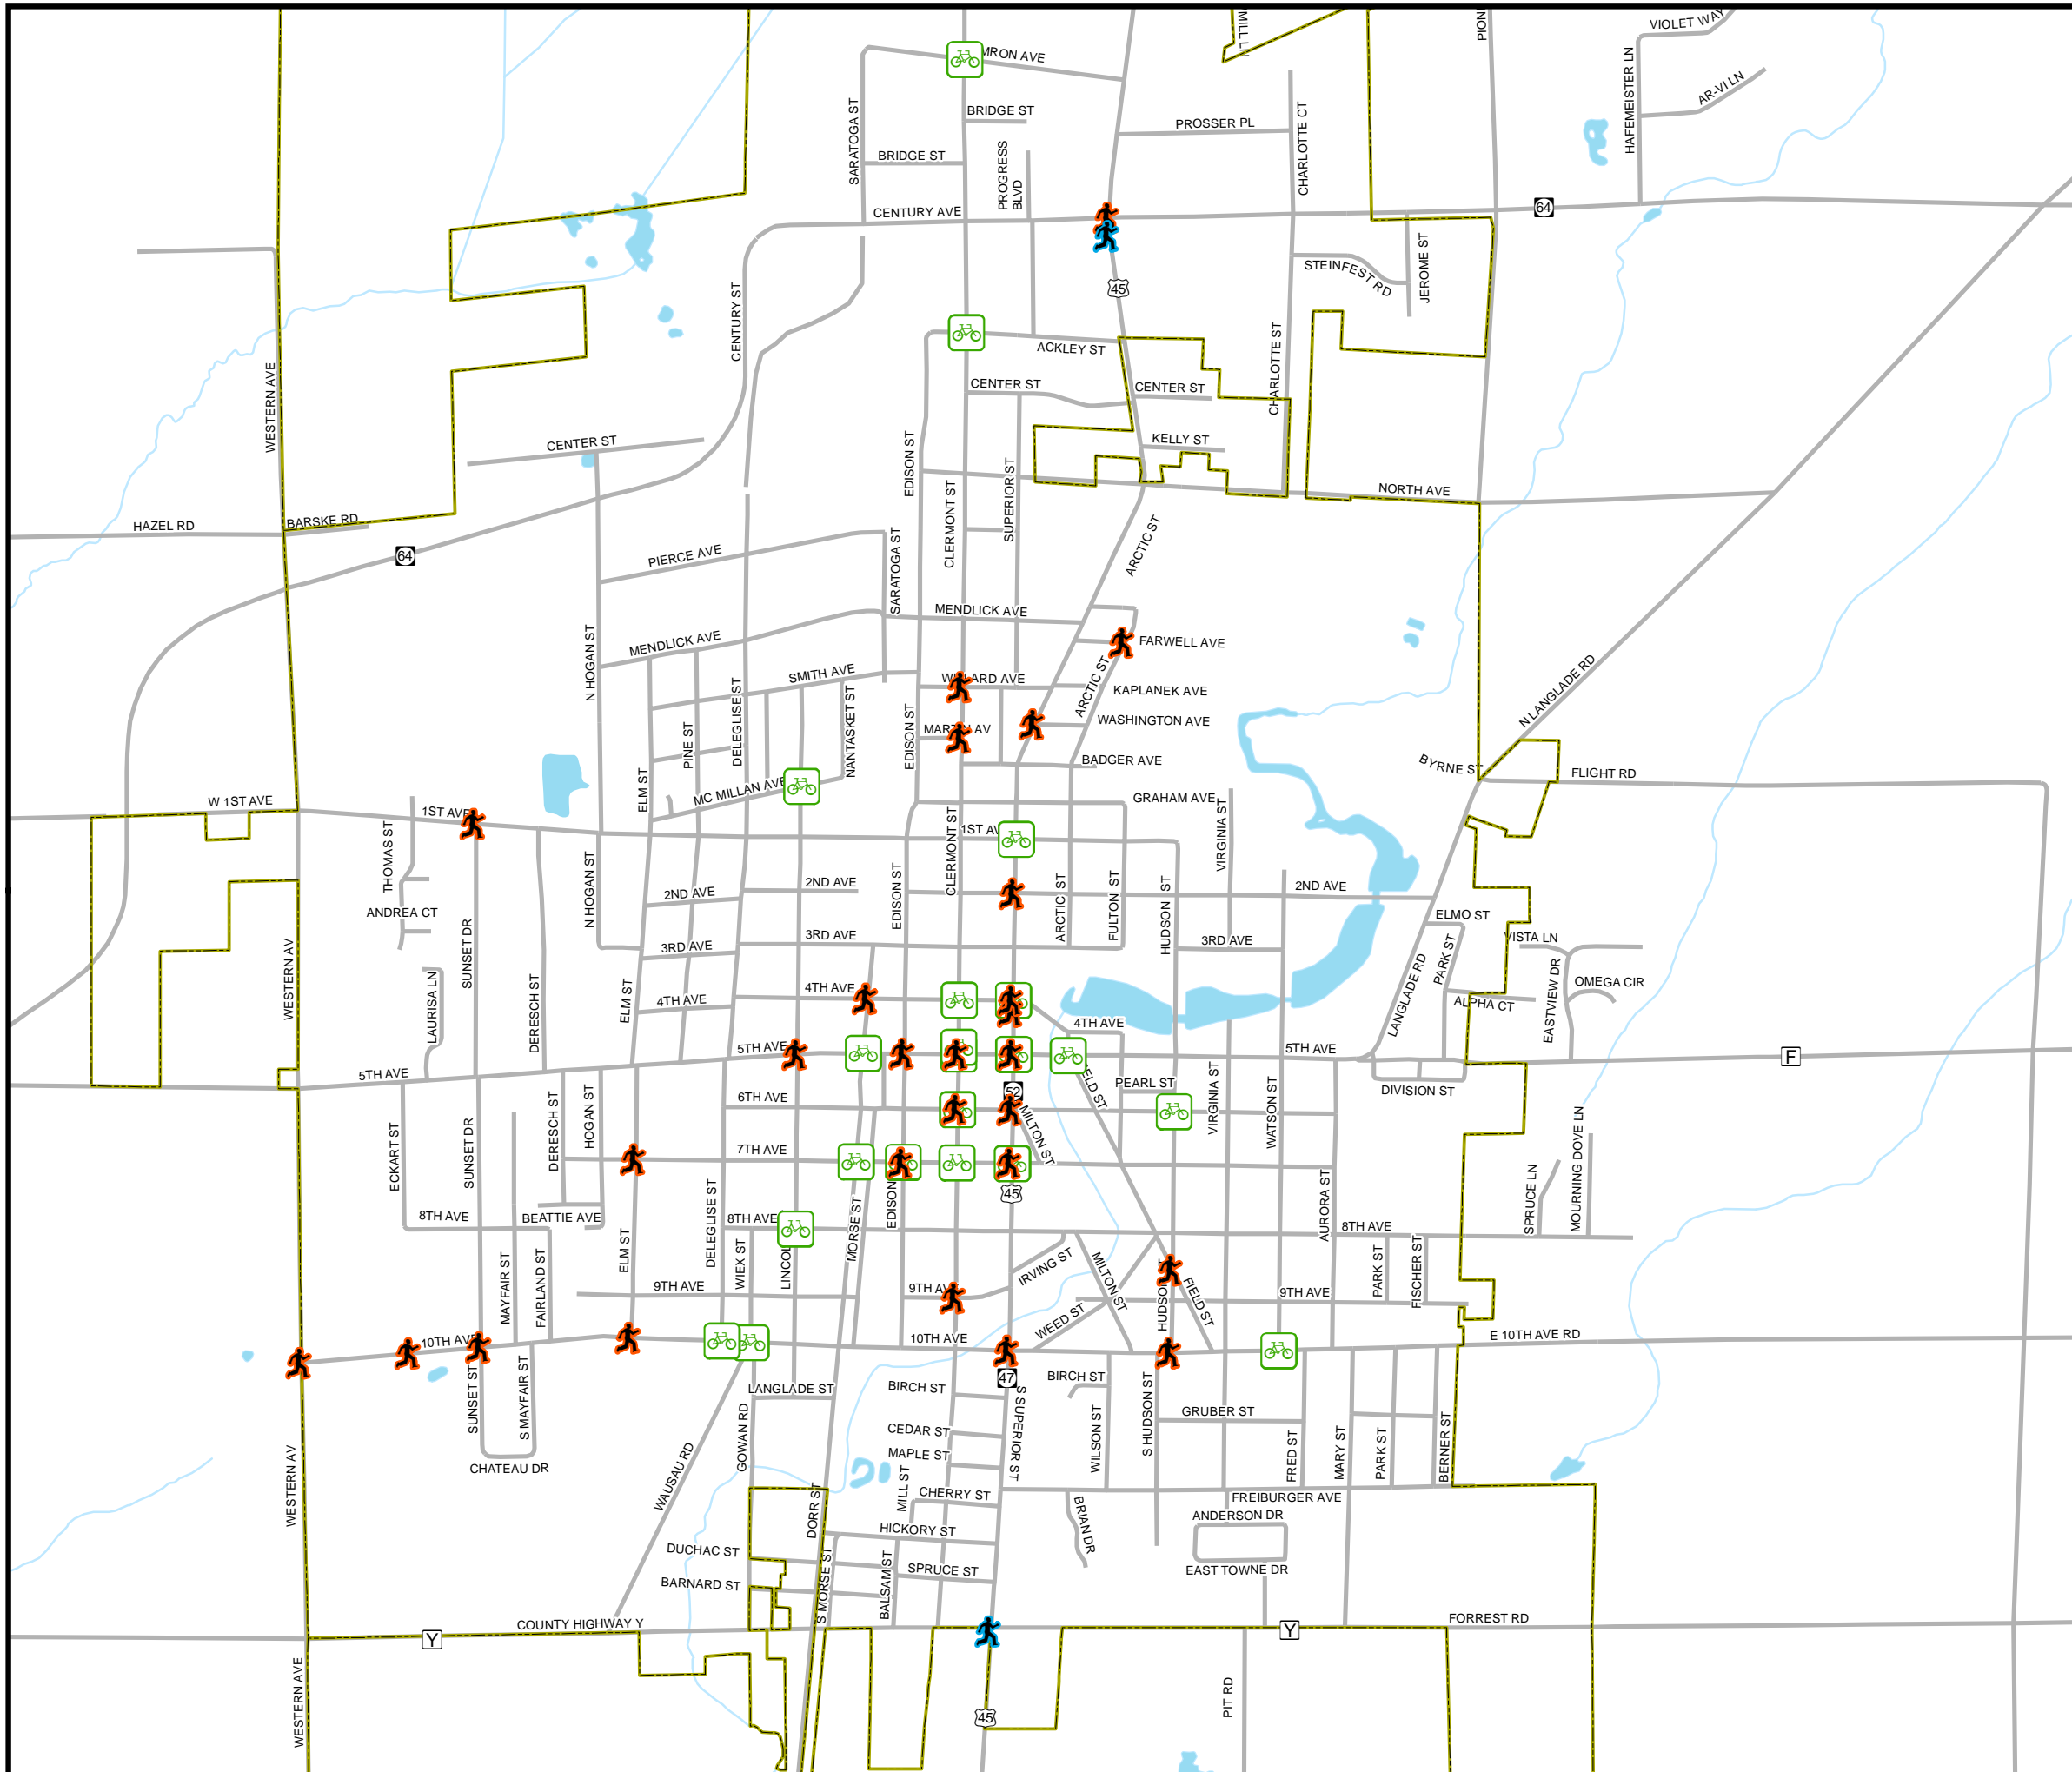 MILL LN
VIOLET WAY
HAFEMEISTER LN
AR-VI LN
BRIDGE ST
SARATOGA ST
PROSSER PL
CHARLOTTE CT
BRIDGE ST
PROGRESS
BLVD
CENTURY AVE
64
STEINFEST RD
JEROME ST
45
CENTURY ST
ACKLEY ST
CHARLOTTE ST
WESTERN AVE
CENTER ST
CENTER ST
CENTER ST
KELLY ST
EDISON ST
CLERMONT ST
SUPERIOR ST
NORTH AVE
HAZEL RD
BARSKE RD
64
PIERCE AVE
ARCTIC ST
SARATOGA ST
MENDLICK AVE
N HOGAN ST
MENDLICK AVE
FARWELL AVE
SMITH AVE
ARCTIC ST
KAPLANEK AVE
N LANGLADE RD
DELEGLISE ST
NANTASKET ST
EDISON ST
WASHINGTON AVE
PINE ST
BADGER AVE
BYRNE ST
FLIGHT RD
ELM ST
MC MILLAN AVE
GRAHAM AVE
VIRGINIA ST
W 1ST AVE
1ST AVE
CLERMONT ST
THOMAS ST
N HOGAN ST
2ND AVE
2ND AVE
EDISON ST
ARCTIC ST
FULTON ST
HUDSON ST
2ND AVE
ANDREA CT
ELMO ST
SUNSET DR
3RD AVE
3RD AVE
3RD AVE
PARK ST
VISTA LN
WESTERN AV
LAURISA LN
DERESCH ST
ELM ST
4TH AVE
4TH AVE
LANGLADE RD
ALPHA CT
EASTVIEW DR
OMEGA CIR
4TH AVE
5TH AVE
5TH AVE
5TH AVE
F
DIVISION ST
PEARL ST
52
6TH AVE
ECKART ST
SUNSET DR
DERESCH ST
HOGAN ST
MILTON ST
VIRGINIA ST
WATSON ST
7TH AVE
45
SPRUCE LN
MOURNING DOVE LN
8TH AVE
BEATTIE AVE
DELEGLISE ST
8TH AVE
MORSE ST
EDISON
AURORA ST
8TH AVE
MAYFAIR ST
FAIRLAND ST
ELM ST
WIEX ST
IRVING ST
MILTON ST
FIELD ST
PARK ST
FISCHER ST
9TH AVE
9TH AVE
WEED ST
10TH AVE
10TH AVE
E 10TH AVE RD
47
SUNSET ST
S MAYFAIR ST
LANGLADE ST
BIRCH ST
BIRCH ST
GOWAN RD
CEDAR ST
S SUPERIOR ST
WILSON ST
S HUDSON ST
GRUBER ST
CHATEAU DR
WAUSAU RD
MAPLE ST
FRED ST
MARY ST
PARK ST
BERNER ST
WESTERN AV
DORR ST
MILL ST
CHERRY ST
BRIAN DR
FREIBURGER AVE
ANDERSON DR
HICKORY ST
DUCHAC ST
S MORSE ST
BALSAM ST
SPRUCE ST
EAST TOWNE DR
BARNARD ST
COUNTY HIGHWAY Y
Y
Y
FORREST RD
WESTERN AVE
45
PIT RD